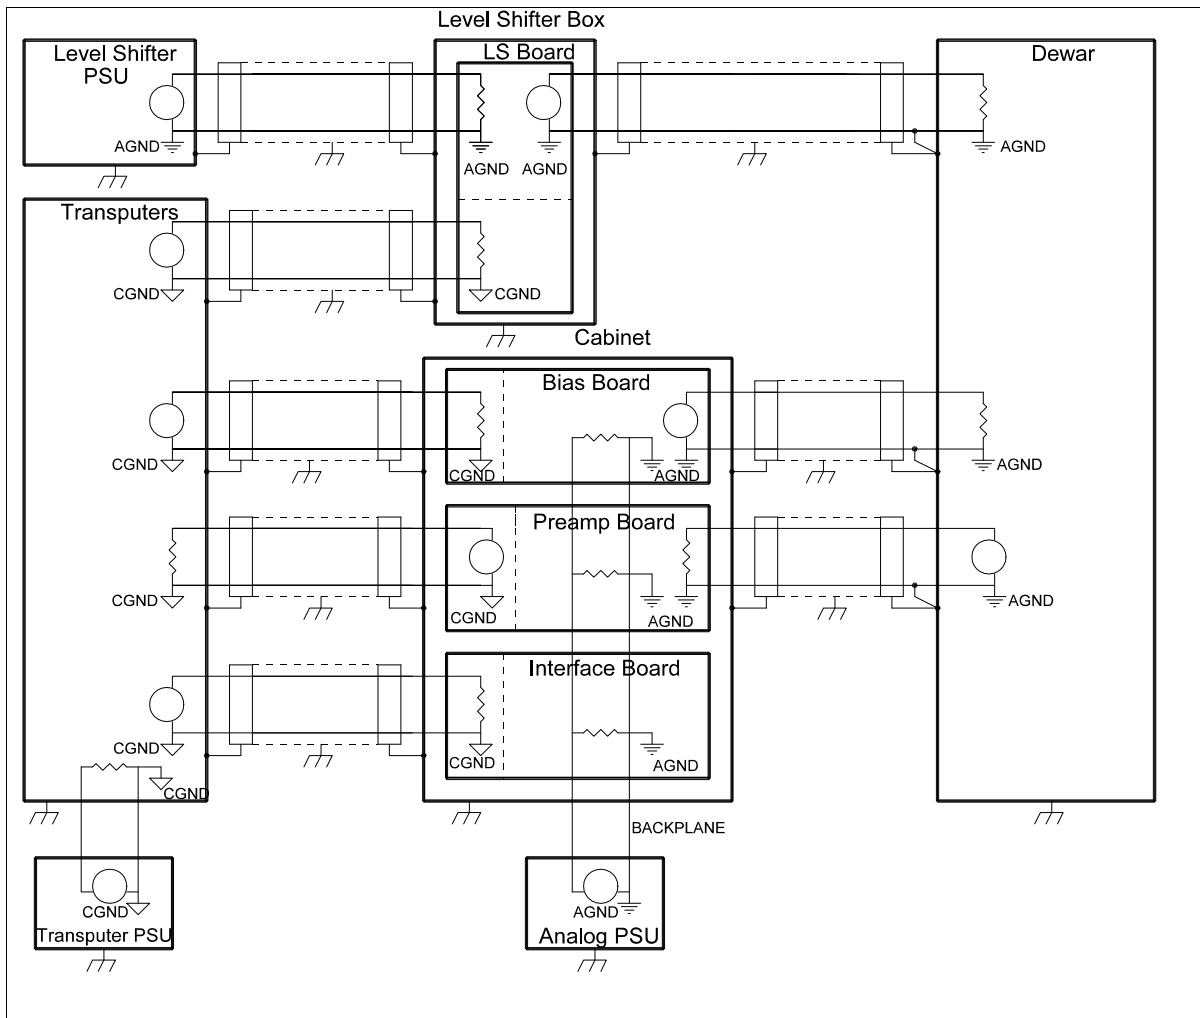 Level Shifter Box
Level Shifter
PSU
LS Board
Dewar
AGND
AGND
AGND
AGND
Transputers
CGND
CGND
Cabinet
Bias Board
CGND
CGND
AGND
AGND
Preamp Board
CGND
CGND
AGND
AGND
Interface Board
CGND
CGND
AGND
CGND
BACKPLANE
CGND
AGND
Transputer PSU
Analog PSU